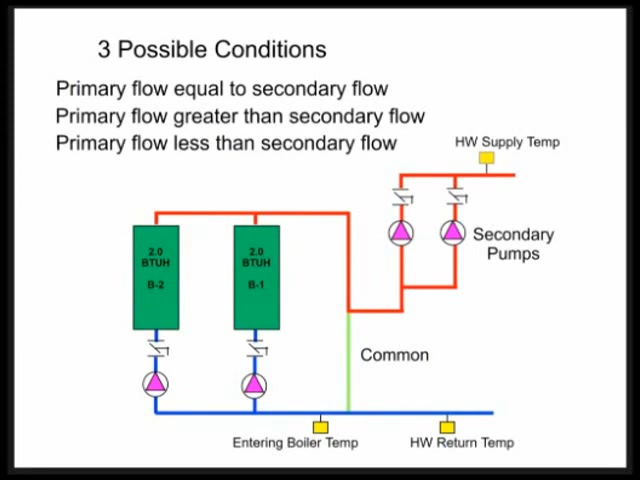 3 Possible Conditions
Primary flow equal to secondary flow
Primary flow greater than secondary flow
Primary flow less than secondary flow
HW Supply Temp
Secondary
Pumps
2.0
BTUH
B-2
2.0
BTUH
B-1
Common
Entering Boiler Temp
HW Return Temp